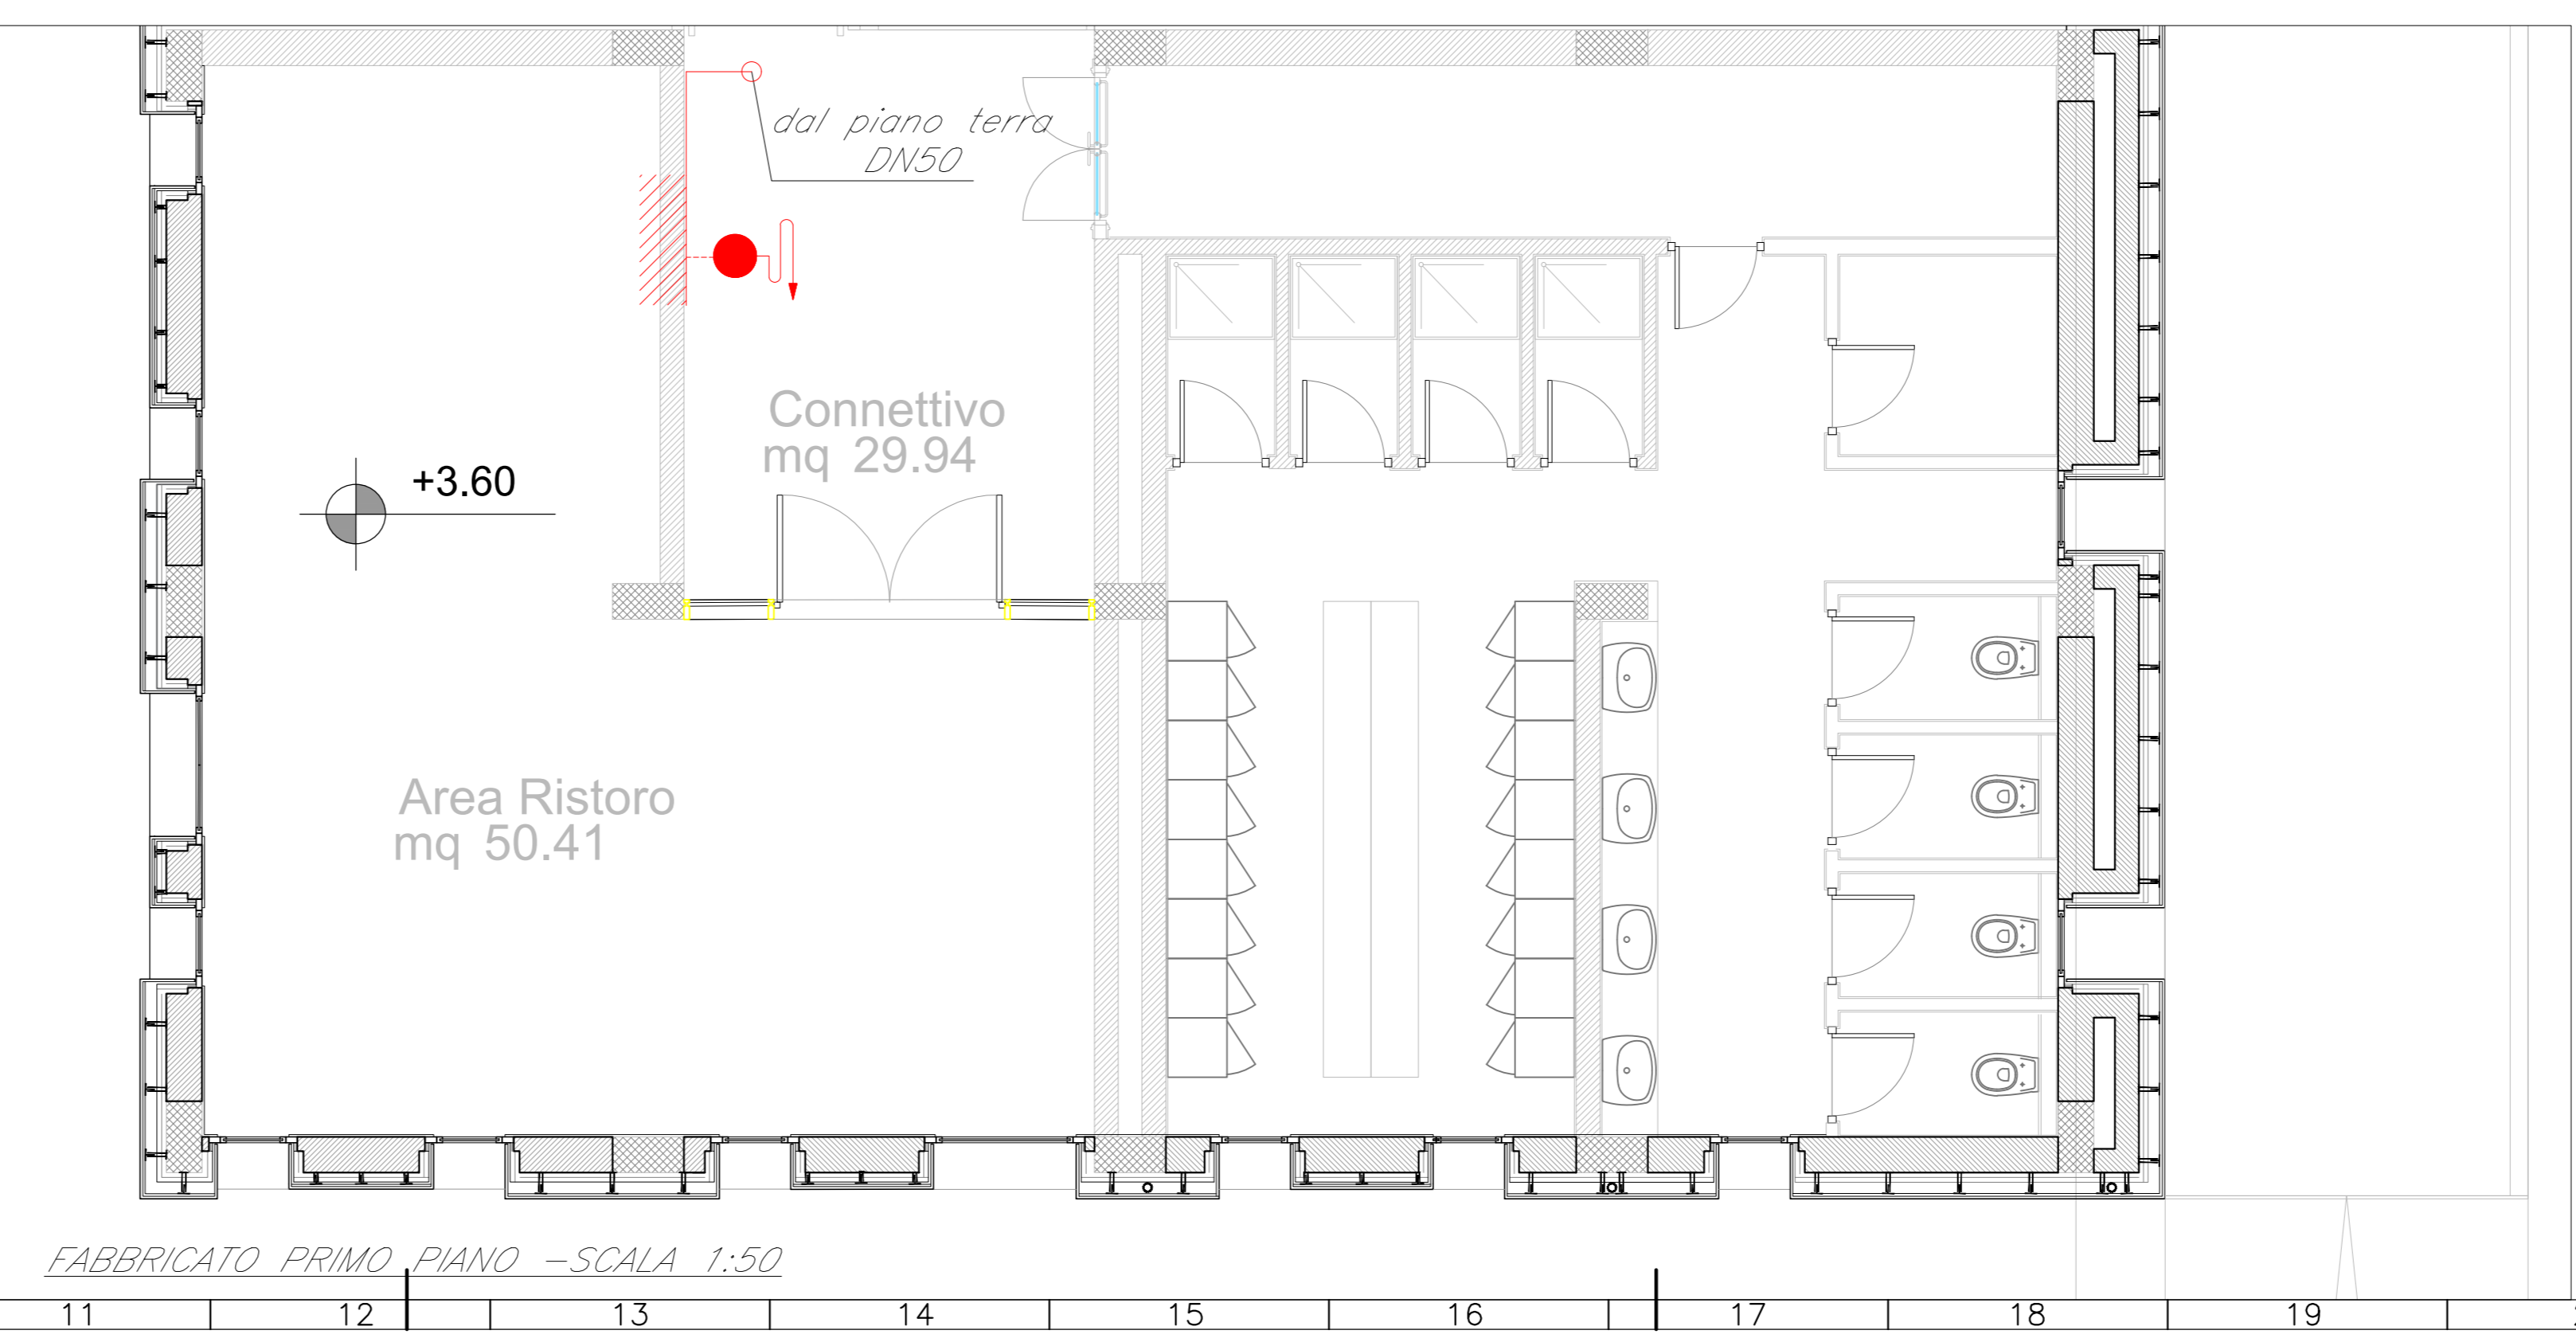 dal piano terra
DN50
Connettivo
mq 29.94
+3.60
Area Ristoro
mq 50.41
FABBRICATO PRIMO PIANO -SCALA 1:50
11 12 13 14 15 16 17 18 19